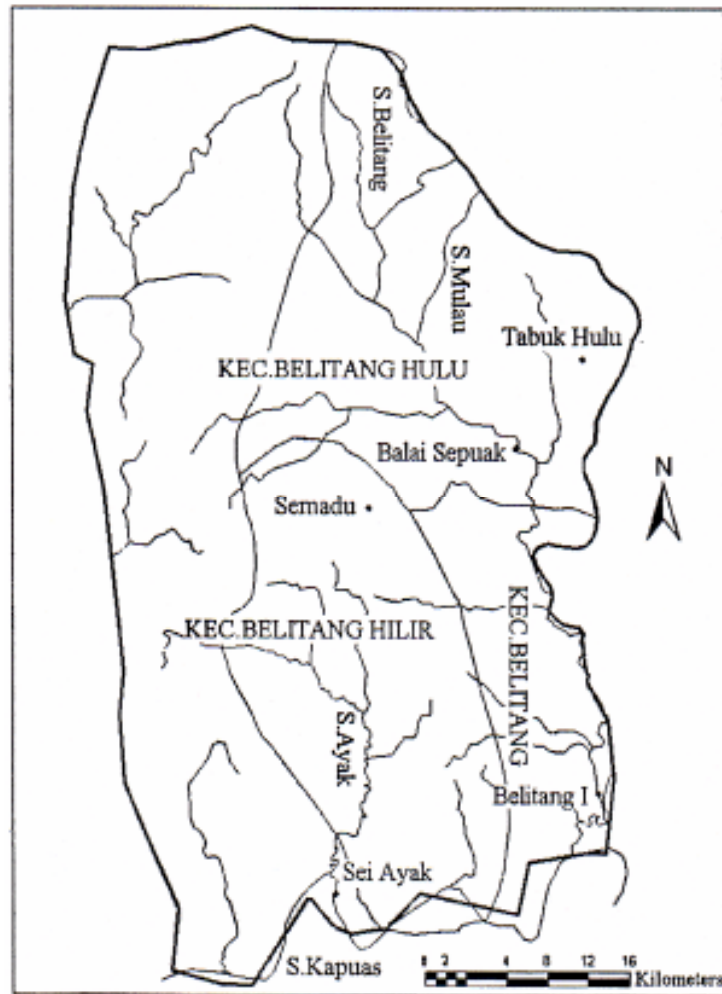 S.Belitang
S.Mulau
Tabuk Hulu
KEC.BELITANG HULU
Balai Sepuak
N
Semadu
KEC.BELITANG
KEC.BELITANG HILIR
S.Ayak
Belitang I
Sei Ayak
S.Kapuas
0 2 4 8 12 16
Kilometers